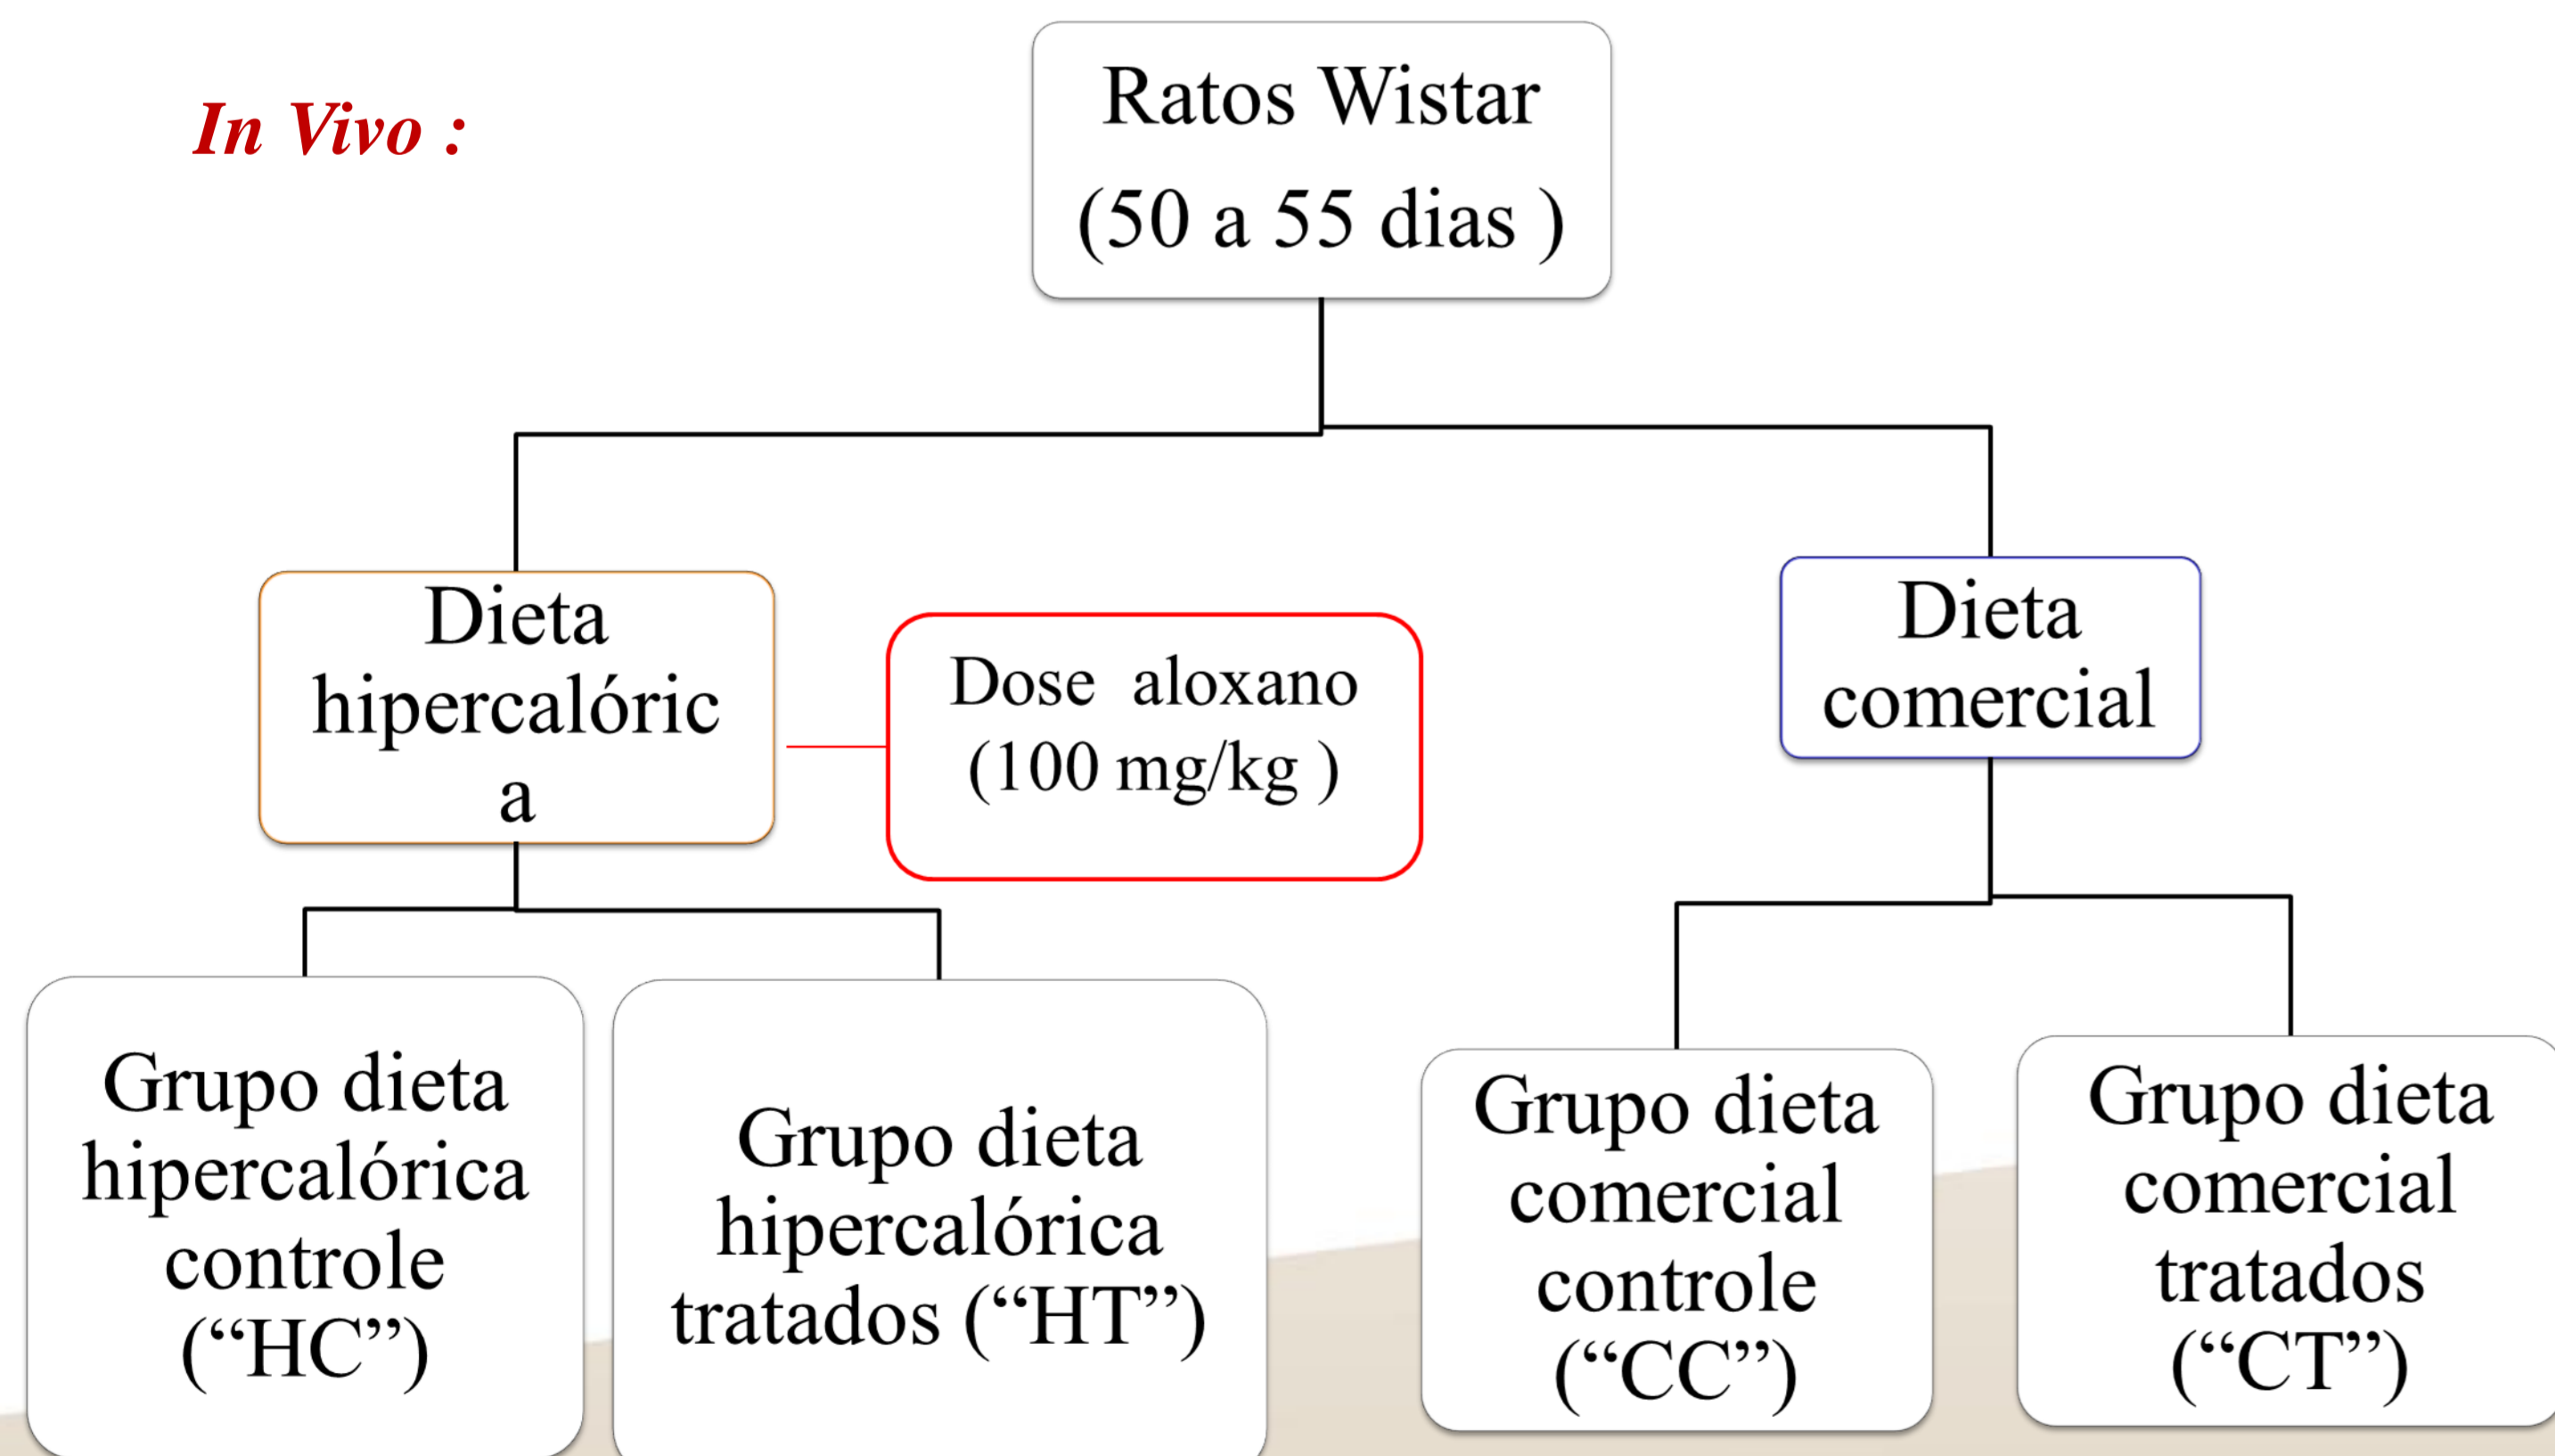 In Vivo :
Ratos Wistar
(50 a 55 dias )
Dieta
hipercalóric
a
Dose  aloxano
(100 mg/kg )
Dieta
comercial
Grupo dieta
hipercalórica
controle
(“HC”)
Grupo dieta
hipercalórica
tratados (“HT”)
Grupo dieta
comercial
controle
(“CC”)
Grupo dieta
comercial
tratados
(“CT”)